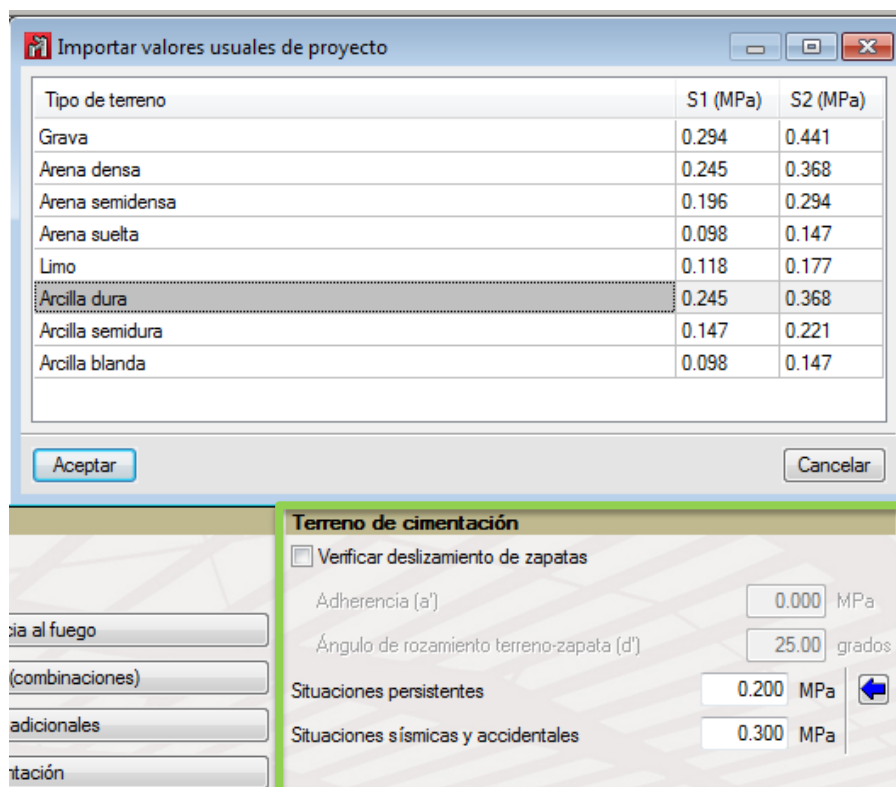 Importar valores usuales de proyecto
Tipo de terreno S1 (MPa) S2 (MPa)
Grava 0.294 0.441
Arena densa 0.245 0.368
Arena semidensa 0.196 0.294
Arena suelta 0.098 0.147
Limo 0.118 0.177
Arcilla dura 0.245 0.368
Arcilla semidura 0.147 0.221
Arcilla blanda 0.098 0.147
Aceptar Cancelar
Terreno de cimentación
Verificar deslizamiento de zapatas
Adherencia (a') 0.000 MPa
cia al fuego
Ángulo de rozamiento terreno-zapata (d') 25.00 grados
(combinaciones)
Situaciones persistentes 0.200 MPa
adicionales
Situaciones sísmicas y accidentales 0.300 MPa
ntación